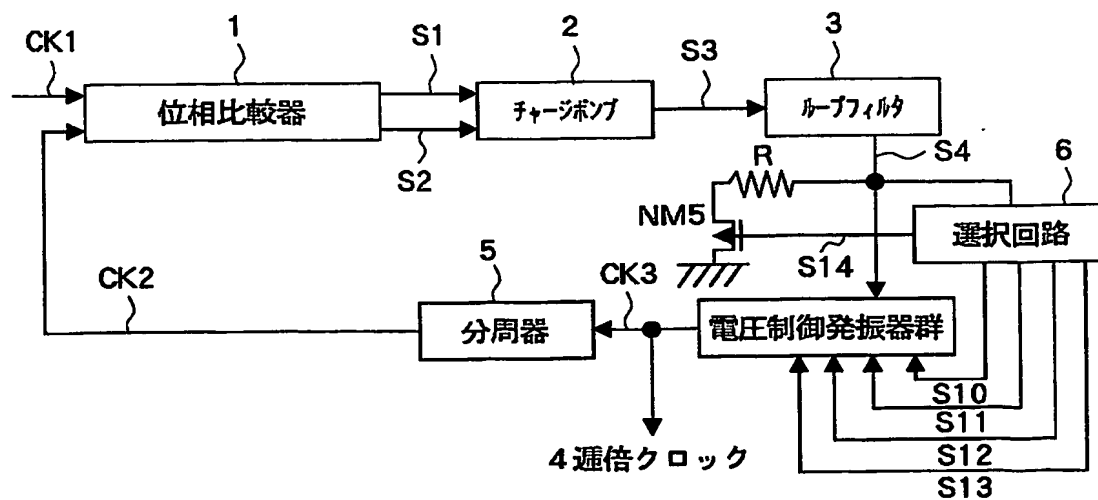 CK1
1
位相比較器
S1
S2
2
チャージポンプ
S3
3
ループフィルタ
S4
R
NM5
S14
6
選択回路
CK2
5
分周器
CK3
電圧制御発振器群
S10
S11
S12
S13
4逓倍クロック